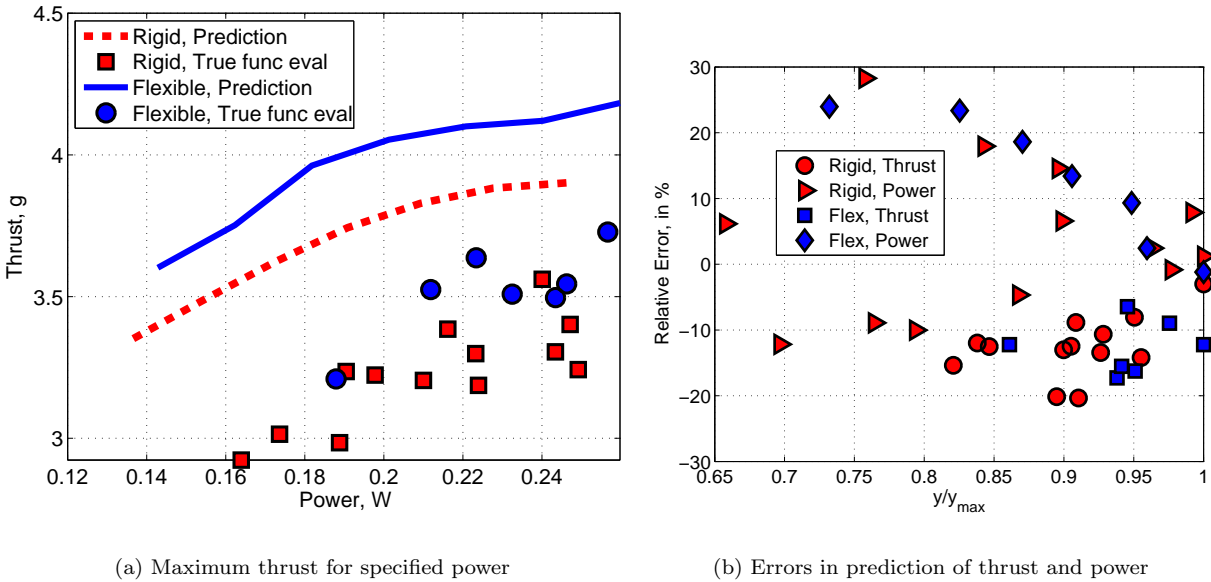 4.5
4
3.5
3
0.12
0.14
0.16
0.18
0.2
0.22
0.24
Thrust, g
Power, W
Rigid, Prediction
Rigid, True func eval
Flexible, Prediction
Flexible, True func eval
(a) Maximum thrust for specified power
30
20
10
0
−10
−20
−30
0.65
0.7
0.75
0.8
0.85
0.9
0.95
1
Relative Error, in %
y/ymax
Rigid, Thrust
Rigid, Power
Flex, Thrust
Flex, Power
(b) Errors in prediction of thrust and power